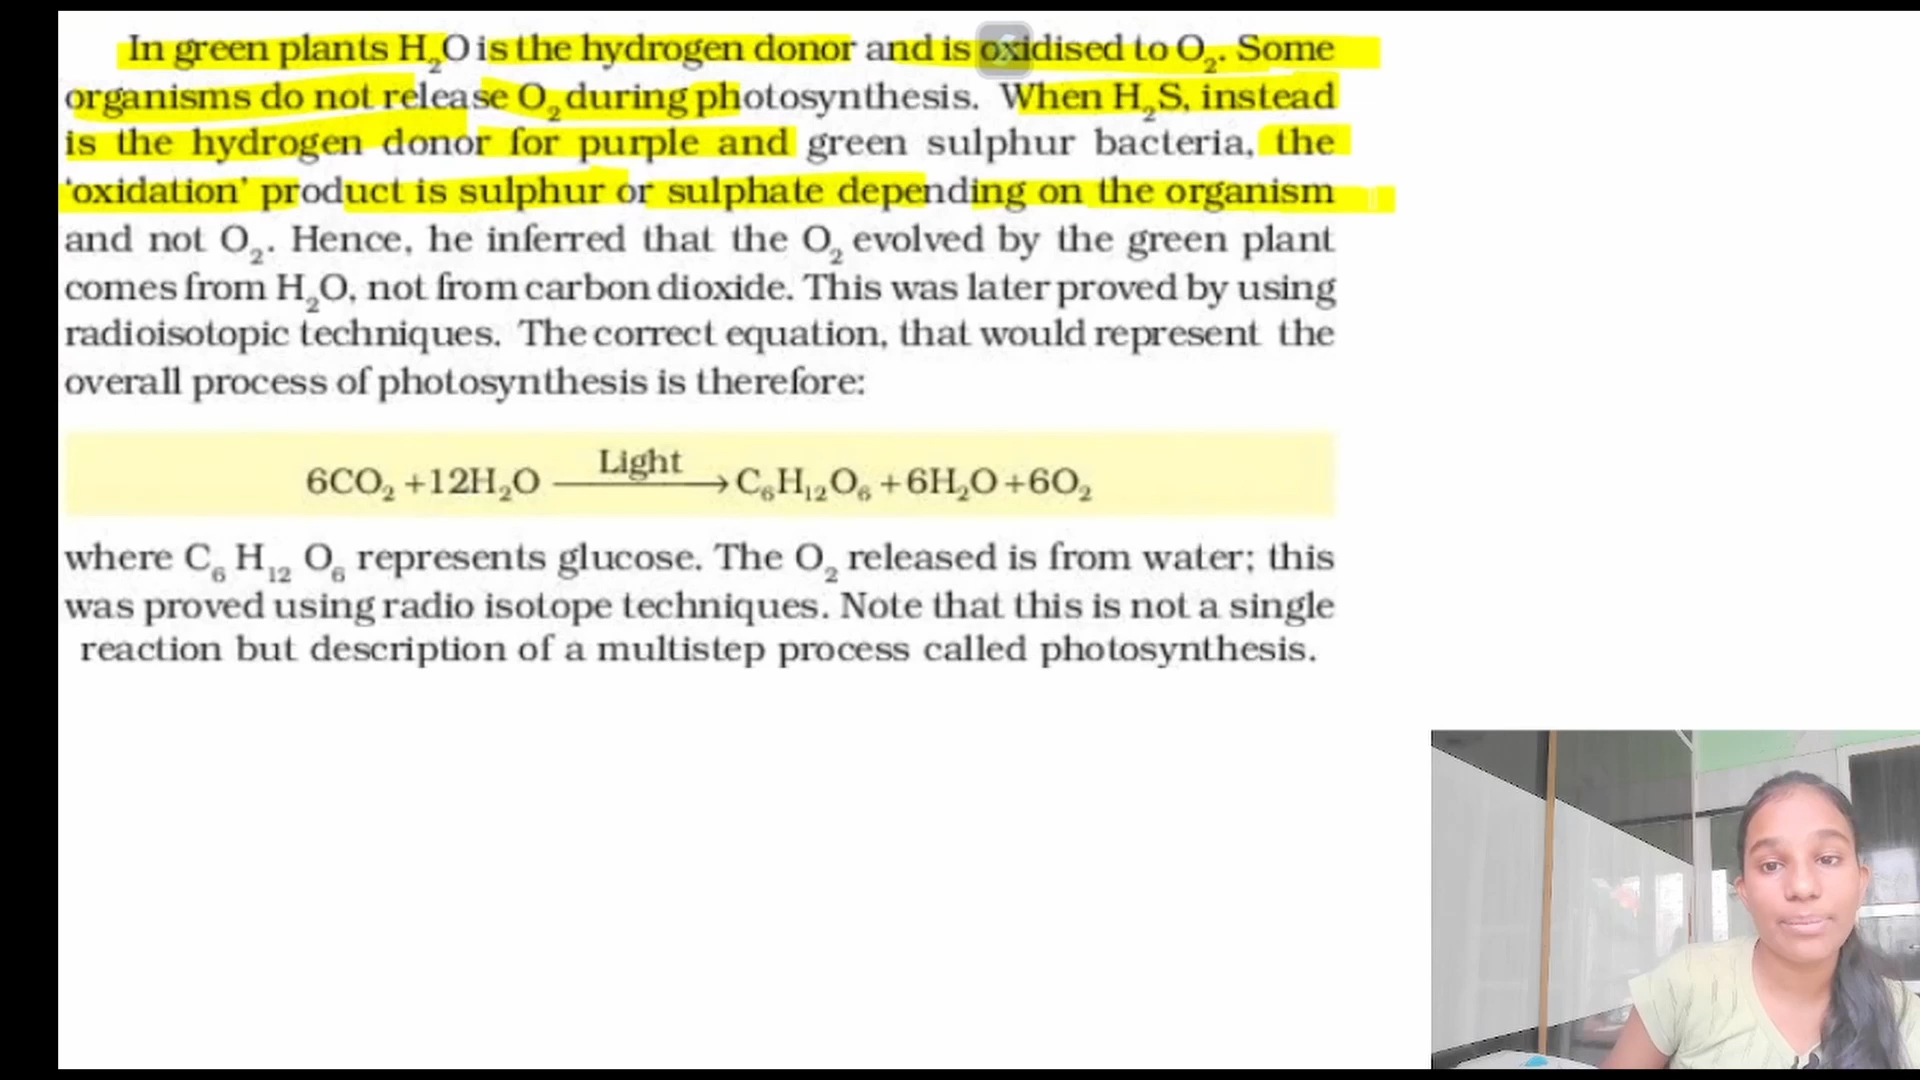 In green plants H₂O is the hydrogen donor and is oxidised to O₂. Some
organisms do not release O₂ during photosynthesis. When H₂S, instead
is the hydrogen donor for purple and green sulphur bacteria, the
‘oxidation’ product is sulphur or sulphate depending on the organism
and not O₂. Hence, he inferred that the O₂ evolved by the green plant
comes from H₂O, not from carbon dioxide. This was later proved by using
radioisotopic techniques. The correct equation, that would represent the
overall process of photosynthesis is therefore:
6CO₂ + 12H₂O —Light→ C₆H₁₂O₆ + 6H₂O + 6O₂
where C₆ H₁₂ O₆ represents glucose. The O₂ released is from water; this
was proved using radio isotope techniques. Note that this is not a single
reaction but description of a multistep process called photosynthesis.